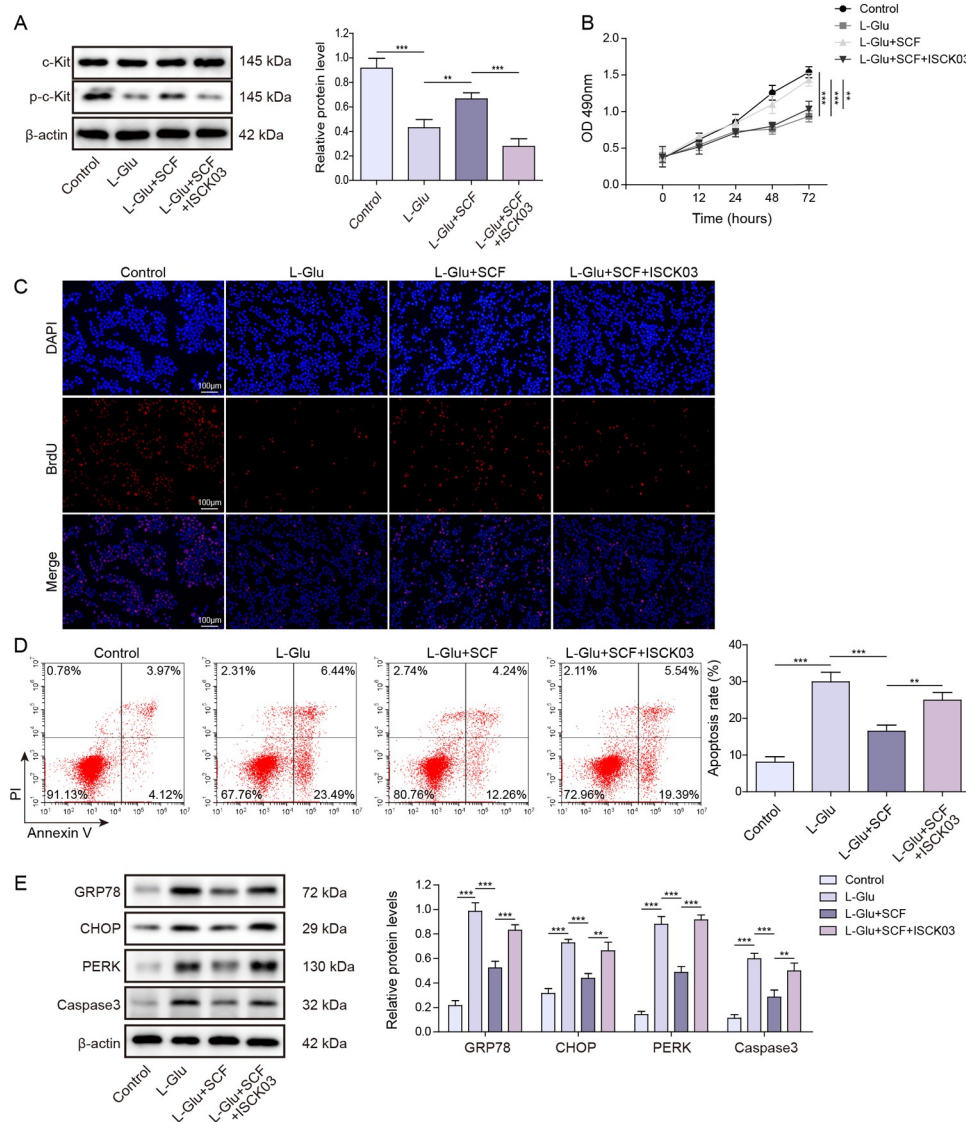 A
c-Kit
145 kDa
p-c-Kit
145 kDa
β-actin
42 kDa
Control
L-Glu
L-Glu+SCF
L-Glu+SCF
+ISCK03
Relative protein level
1.0
0.8
0.6
0.4
0.2
0.0
***
**
***
Control
L-Glu
L-Glu+SCF
L-Glu+SCF
+ISCK03
B
Control
L-Glu
L-Glu+SCF
L-Glu+SCF+ISCK03
OD 490nm
2.0
1.5
1.0
0.5
0.0
0
12
24
48
72
Time (hours)
***
***
**
C
Control
L-Glu
L-Glu+SCF
L-Glu+SCF+ISCK03
DAPI
100μm
BrdU
100μm
Merge
100μm
D
Control
0.78%
3.97%
91.13%
4.12%
L-Glu
2.31%
6.44%
67.76%
23.49%
L-Glu+SCF
2.74%
4.24%
80.76%
12.26%
L-Glu+SCF+ISCK03
2.11%
5.54%
72.96%
19.39%
PI
Annexin V
Apoptosis rate (%)
40
30
20
10
0
***
***
**
Control
L-Glu
L-Glu+SCF
L-Glu+SCF
+ISCK03
E
GRP78
72 kDa
CHOP
29 kDa
PERK
130 kDa
Caspase3
32 kDa
β-actin
42 kDa
Control
L-Glu
L-Glu+SCF
L-Glu+SCF
+ISCK03
Relative protein levels
1.2
1.0
0.8
0.6
0.4
0.2
0.0
***
***
***
***
***
**
***
***
***
***
***
**
GRP78
CHOP
PERK
Caspase3
Control
L-Glu
L-Glu+SCF
L-Glu+SCF+ISCK03